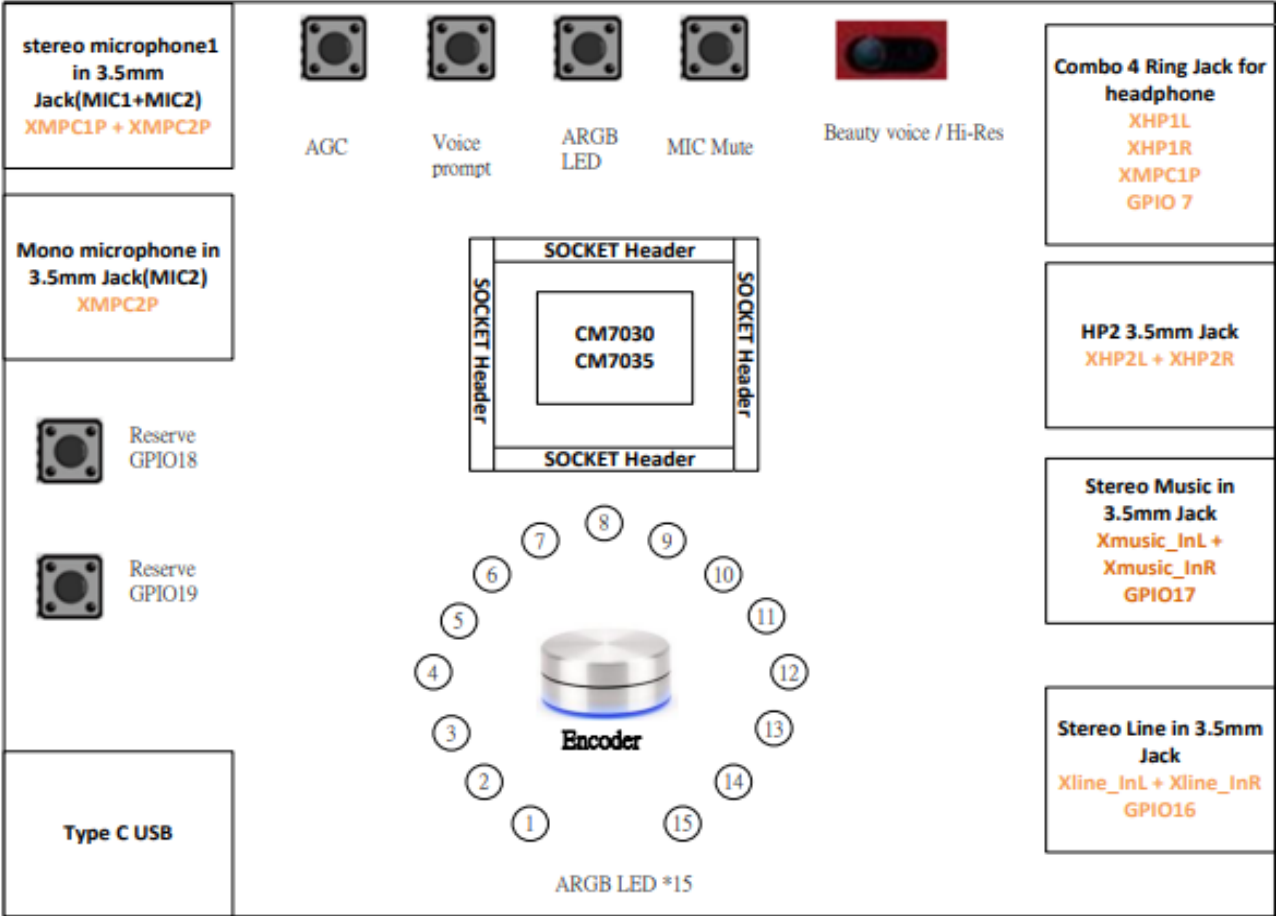 stereo microphone1
in 3.5mm
Jack(MIC1+MIC2)
XMPC1P + XMPC2P
AGC
Voice
prompt
ARGB
LED
MIC Mute
Beauty voice / Hi-Res
Combo 4 Ring Jack for
headphone
XHP1L
XHP1R
XMPC1P
GPIO 7
Mono microphone in
3.5mm Jack(MIC2)
XMPC2P
SOCKET Header
SOCKET Header
SOCKET Header
CM7030
CM7035
SOCKET Header
HP2 3.5mm Jack
XHP2L + XHP2R
Reserve
GPIO18
Reserve
GPIO19
Stereo Music in
3.5mm Jack
Xmusic_InL +
Xmusic_InR
GPIO17
8
7
9
6
10
5
11
4
12
3
13
2
14
1
15
Encoder
ARGB LED *15
Stereo Line in 3.5mm
Jack
Xline_InL + Xline_InR
GPIO16
Type C USB